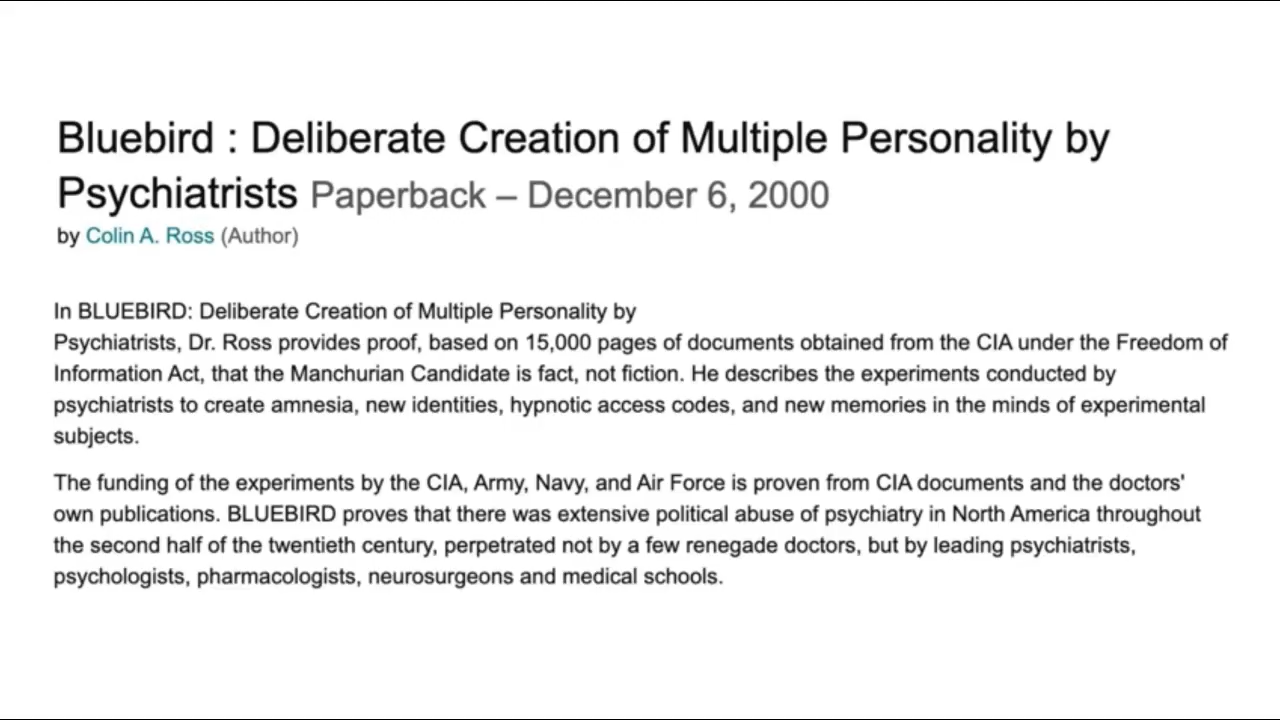 Bluebird : Deliberate Creation of Multiple Personality by
Psychiatrists Paperback – December 6, 2000
by Colin A. Ross (Author)
In BLUEBIRD: Deliberate Creation of Multiple Personality by
Psychiatrists, Dr. Ross provides proof, based on 15,000 pages of documents obtained from the CIA under the Freedom of
Information Act, that the Manchurian Candidate is fact, not fiction. He describes the experiments conducted by
psychiatrists to create amnesia, new identities, hypnotic access codes, and new memories in the minds of experimental
subjects.
The funding of the experiments by the CIA, Army, Navy, and Air Force is proven from CIA documents and the doctors'
own publications. BLUEBIRD proves that there was extensive political abuse of psychiatry in North America throughout
the second half of the twentieth century, perpetrated not by a few renegade doctors, but by leading psychiatrists,
psychologists, pharmacologists, neurosurgeons and medical schools.